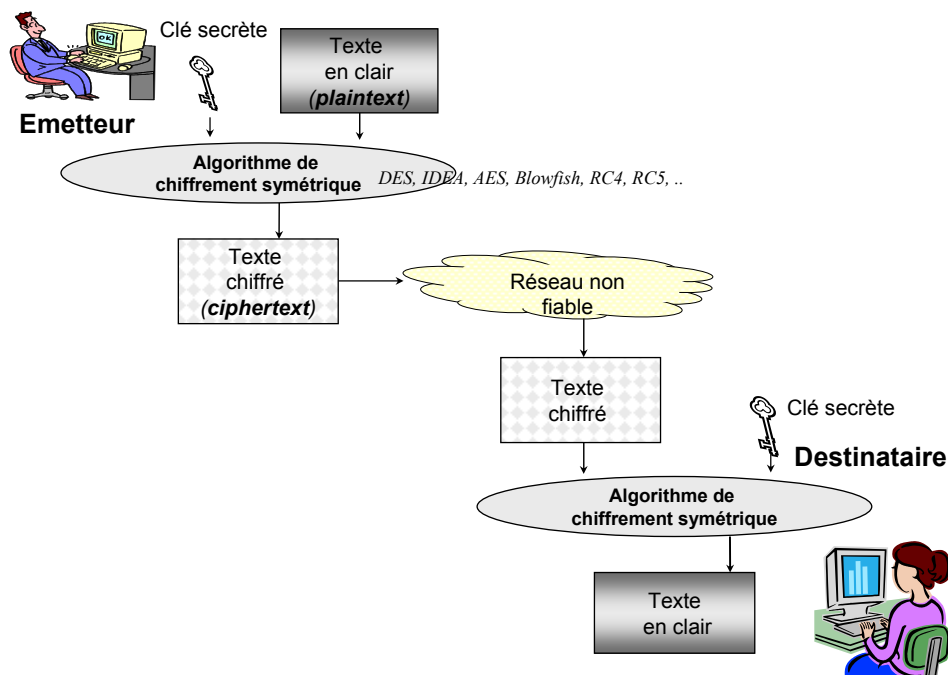 Clé secrète
Texte
en clair
(plaintext)
OK
Emetteur
Algorithme de
chiffrement symétrique
DES, IDEA, AES, Blowfish, RC4, RC5, ..
Texte
chiffré
(ciphertext)
Réseau non
fiable
Texte
chiffré
Clé secrète
Destinataire
Algorithme de
chiffrement symétrique
Texte
en clair